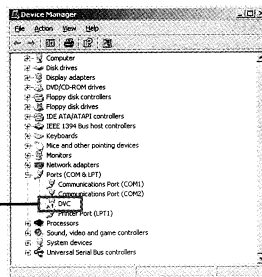 Device Manager
File Action View Help
Computer
Disk drives
Display adapters
DVD/CD-ROM drives
Floppy disk controllers
Floppy disk drives
IDE ATA/ATAPI controllers
IEEE 1394 Bus host controllers
Keyboards
Mice and other pointing devices
Monitors
Network adapters
Ports (COM & LPT)
Communications Port (COM1)
Communications Port (COM2)
DVC
Printer Port (LPT1)
Processors
Sound, video and game controllers
System devices
Universal Serial Bus controllers